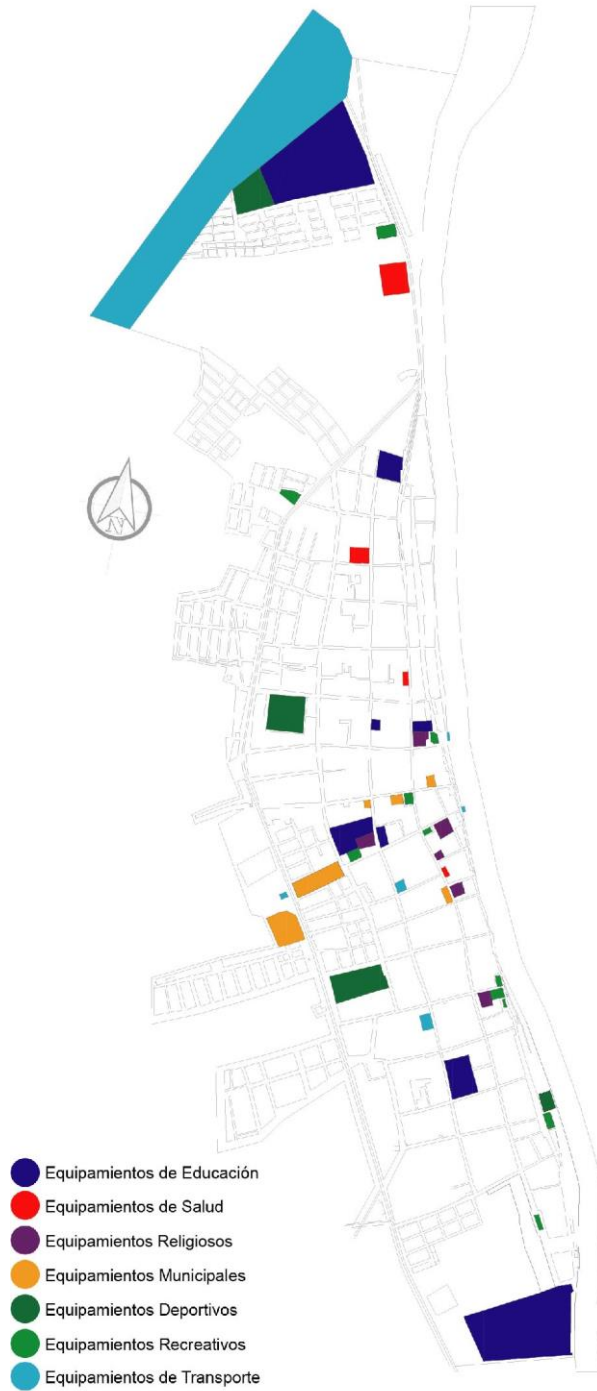 N
Equipamientos de Educación
Equipamientos de Salud
Equipamientos Religiosos
Equipamientos Municipales
Equipamientos Deportivos
Equipamientos Recreativos
Equipamientos de Transporte